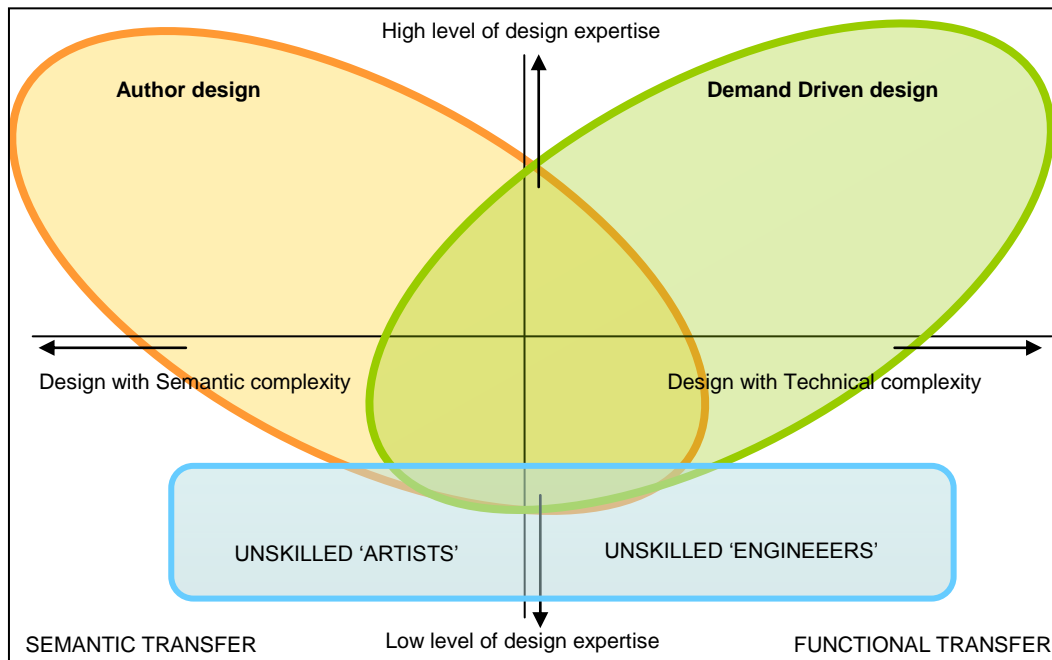 High level of design expertise
Author design
Demand Driven design
Design with Semantic complexity
Design with Technical complexity
UNSKILLED ‘ARTISTS’
UNSKILLED ‘ENGINEEERS’
SEMANTIC TRANSFER
Low level of design expertise
FUNCTIONAL TRANSFER